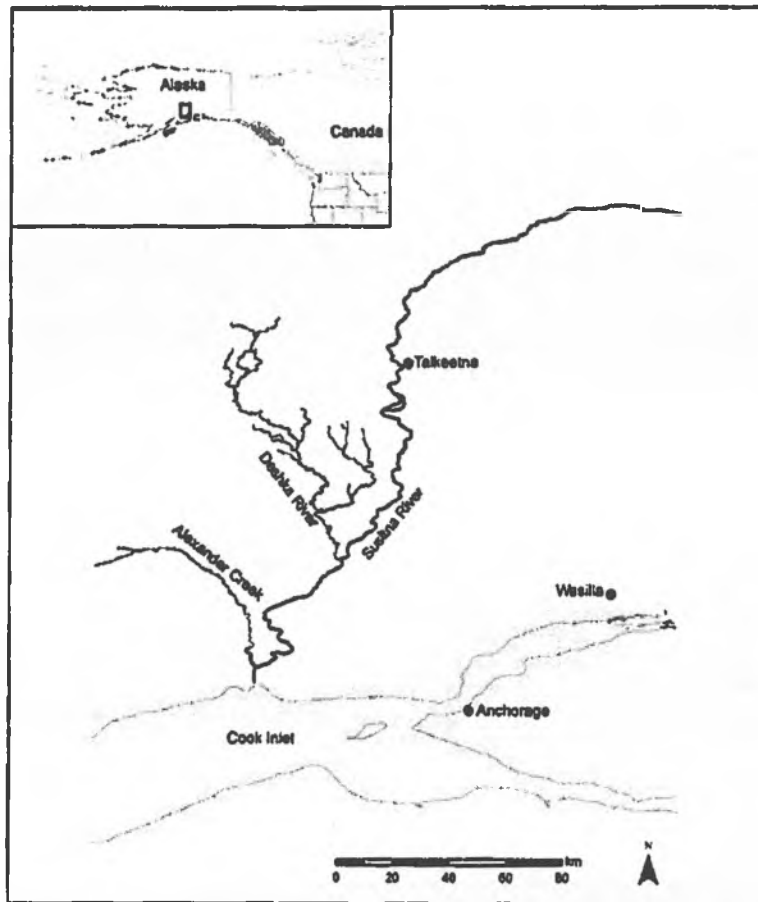 Alaska
Canada
Talkeetna
Deshka River
Susitna River
Alexander Creek
Wasilla
Anchorage
Cook Inlet
km
0 20 40 60 80
N